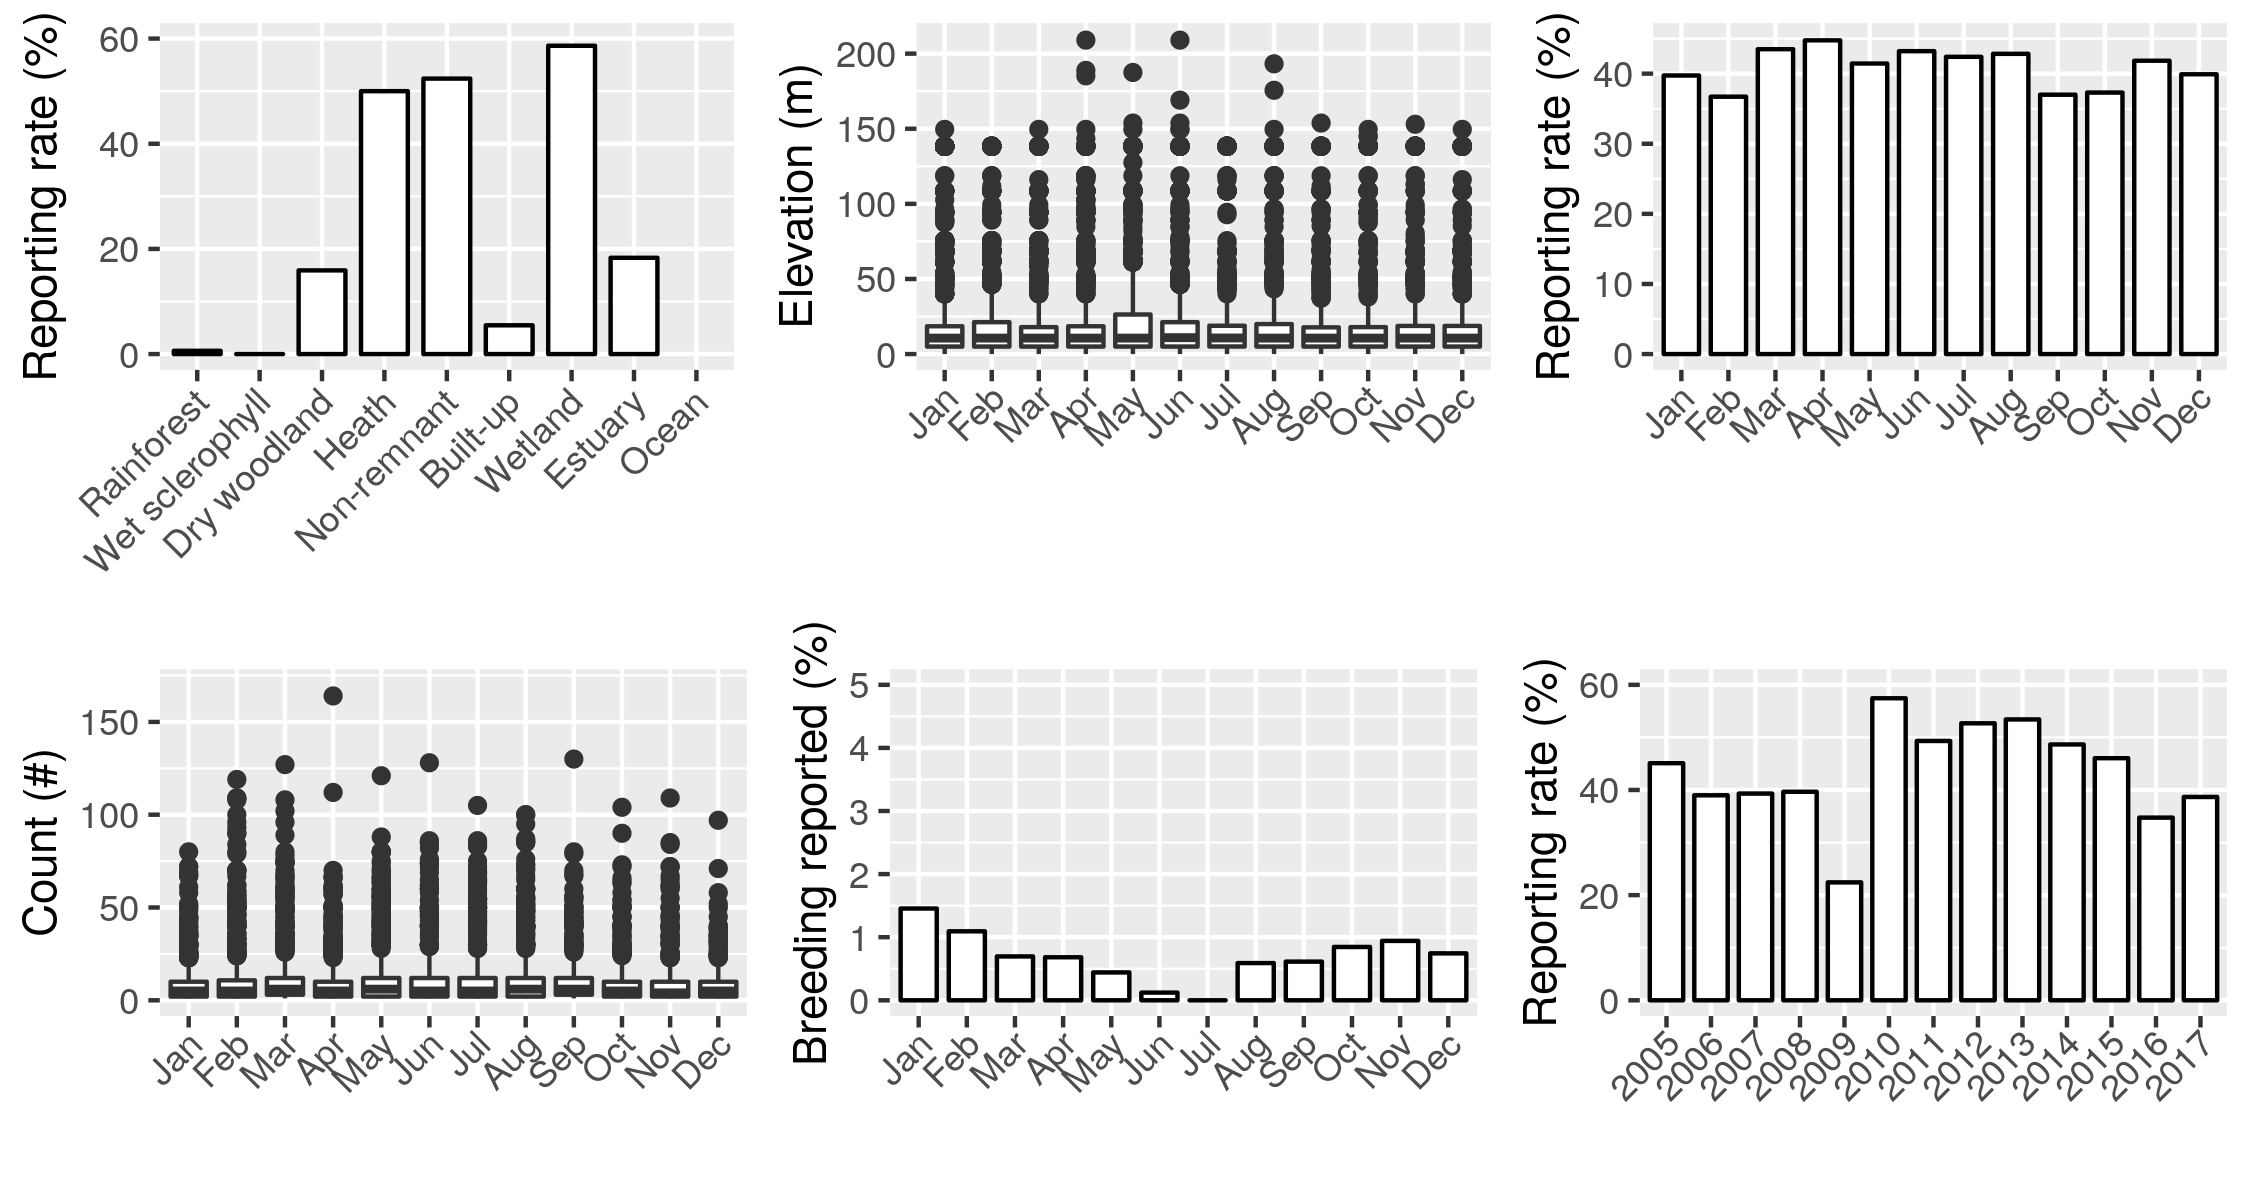 Reporting rate (%)
60
40
20
0
Rainforest
Wet sclerophyll
Dry woodland
Heath
Non-remnant
Built-up
Wetland
Estuary
Ocean
Elevation (m)
200
150
100
50
0
Jan
Feb
Mar
Apr
May
Jun
Jul
Aug
Sep
Oct
Nov
Dec
Reporting rate (%)
40
30
20
10
0
Jan
Feb
Mar
Apr
May
Jun
Jul
Aug
Sep
Oct
Nov
Dec
Count (#)
150
100
50
0
Jan
Feb
Mar
Apr
May
Jun
Jul
Aug
Sep
Oct
Nov
Dec
Breeding reported (%)
5
4
3
2
1
0
Jan
Feb
Mar
Apr
May
Jun
Jul
Aug
Sep
Oct
Nov
Dec
Reporting rate (%)
60
40
20
0
2005
2006
2007
2008
2009
2010
2011
2012
2013
2014
2015
2016
2017